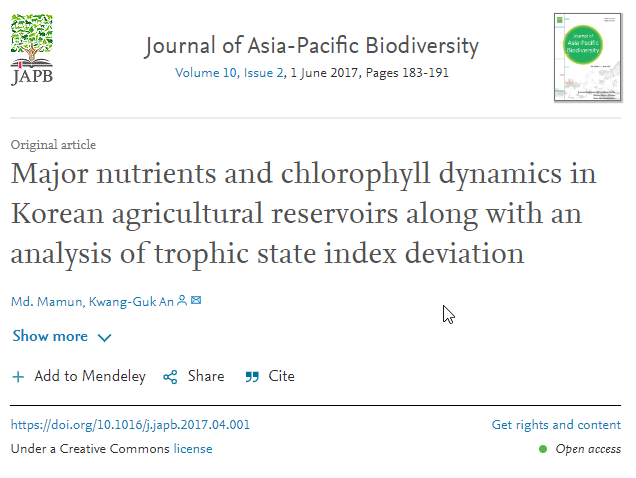 JAPB
Journal of Asia-Pacific Biodiversity
Volume 10, Issue 2, 1 June 2017, Pages 183-191
Journal of
Asia-Pacific
Biodiversity
Original article
Major nutrients and chlorophyll dynamics in
Korean agricultural reservoirs along with an
analysis of trophic state index deviation
Md. Mamun, Kwang-Guk An
Show more
Add to Mendeley Share Cite
https://doi.org/10.1016/j.japb.2017.04.001 Get rights and content
Under a Creative Commons license Open access